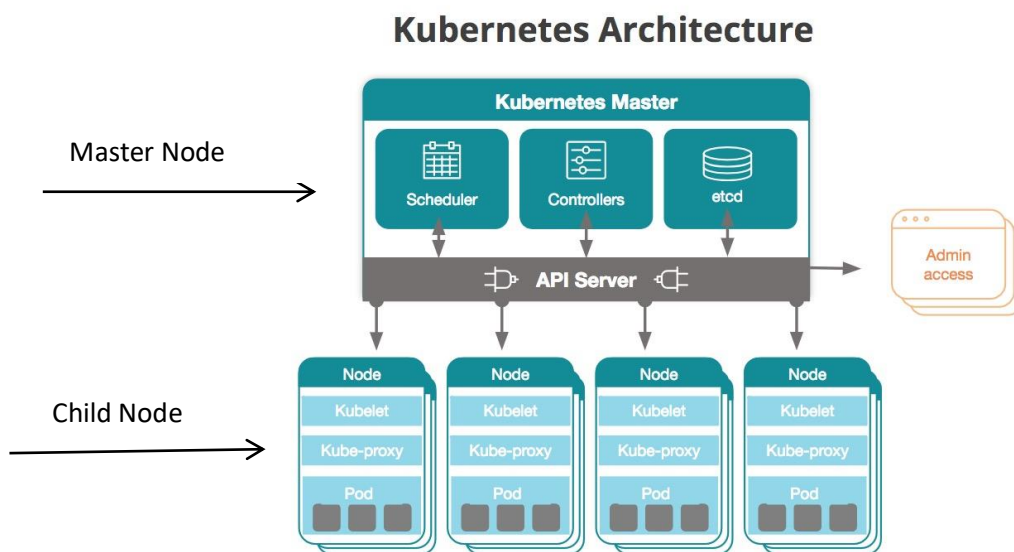 Kubernetes Architecture
Kubernetes Master
Master Node
Scheduler
Controllers
etcd
API Server
Admin
access
Child Node
Node
Kubelet
Kube-proxy
Pod
Node
Kubelet
Kube-proxy
Pod
Node
Kubelet
Kube-proxy
Pod
Node
Kubelet
Kube-proxy
Pod